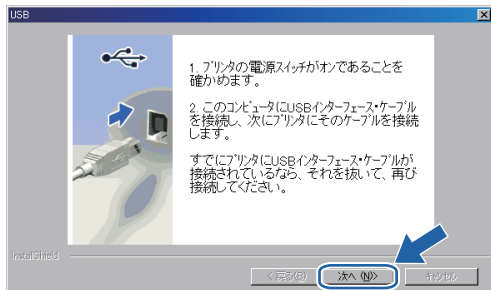 USB
1. プリンタの電源スイッチがオンであることを
確かめます。
2. このコンピュータにUSBインターフェース・ケーブル
を接続し、次にプリンタにそのケーブルを接続
します。
すでにプリンタにUSBインターフェース・ケーブルが
接続されているなら、それを抜いて、再び
接続してください。
InstallShield
< 戻る(B)
次へ (N)>
キャンセル